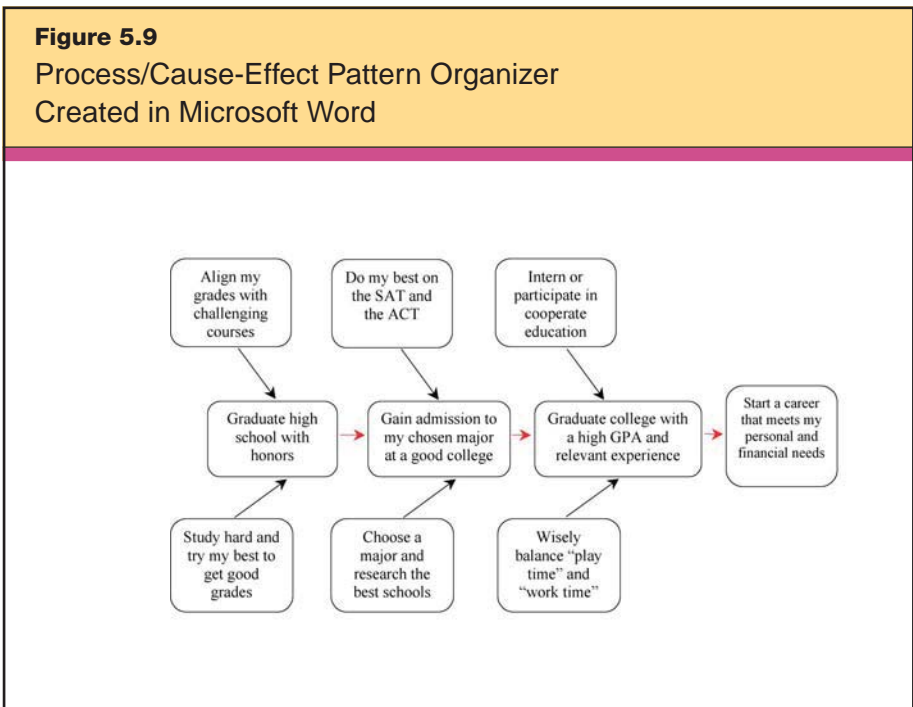 Figure 5.9
Process/Cause-Effect Pattern Organizer
Created in Microsoft Word
Align my
grades with
challenging
courses
Do my best on
the SAT and
the ACT
Intern or
participate in
cooperate
education
Graduate high
school with
honors
Gain admission to
my chosen major
at a good college
Graduate college with
a high GPA and
relevant experience
Start a career
that meets my
personal and
financial needs
Study hard and
try my best to
get good
grades
Choose a
major and
research the
best schools
Wisely
balance “play
time” and
“work time”